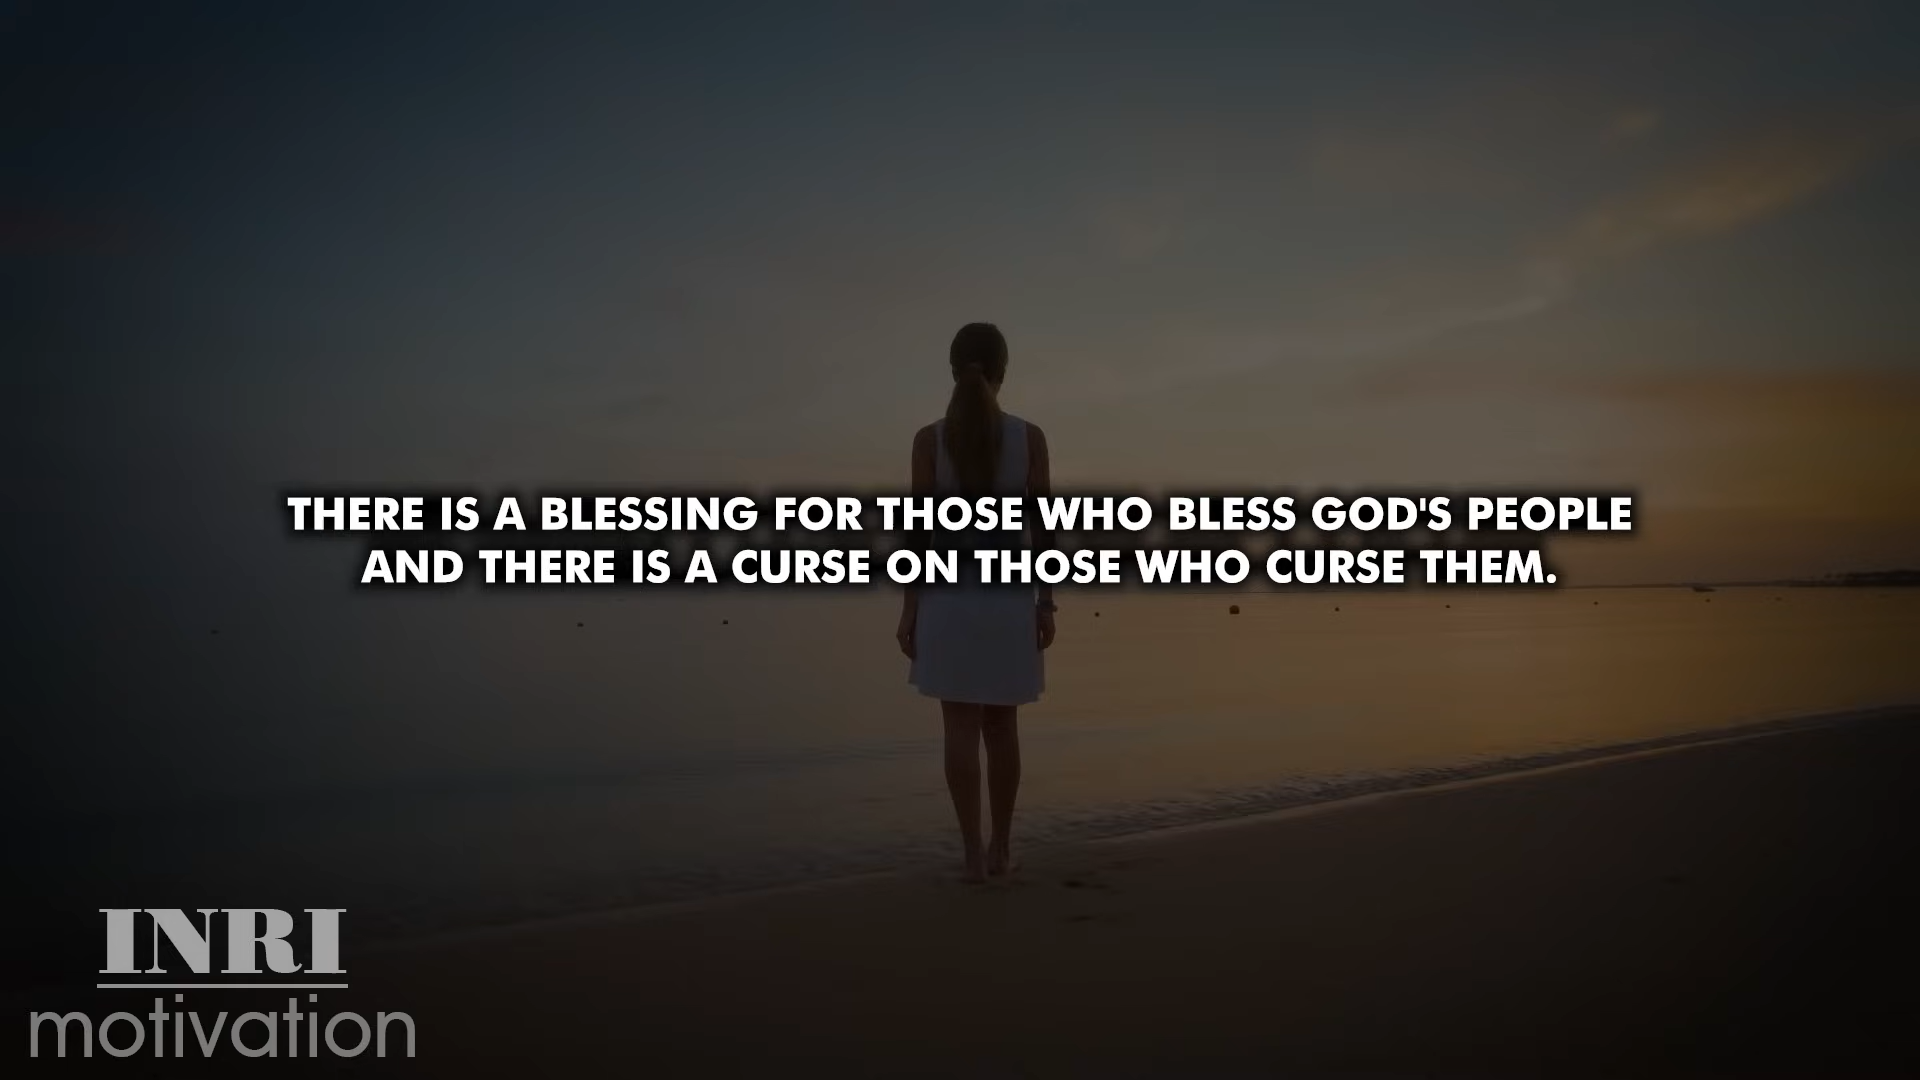 THERE IS A BLESSING FOR THOSE WHO BLESS GOD'S PEOPLE
AND THERE IS A CURSE ON THOSE WHO CURSE THEM.
INRI
motivation